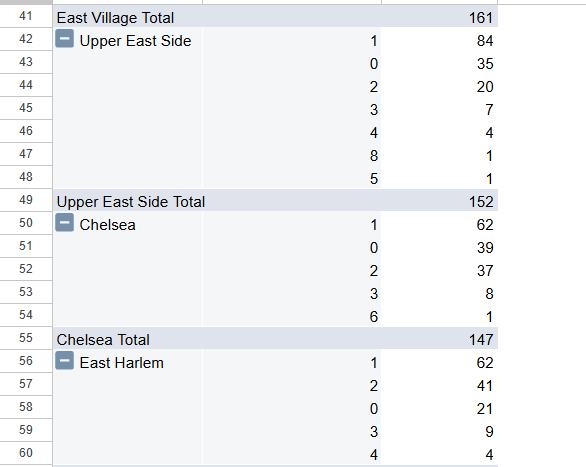 41 East Village Total 161
42 Upper East Side 1 84
43 0 35
44 2 20
45 3 7
46 4 4
47 8 1
48 5 1
49 Upper East Side Total 152
50 Chelsea 1 62
51 0 39
52 2 37
53 3 8
54 6 1
55 Chelsea Total 147
56 East Harlem 1 62
57 2 41
58 0 21
59 3 9
60 4 4